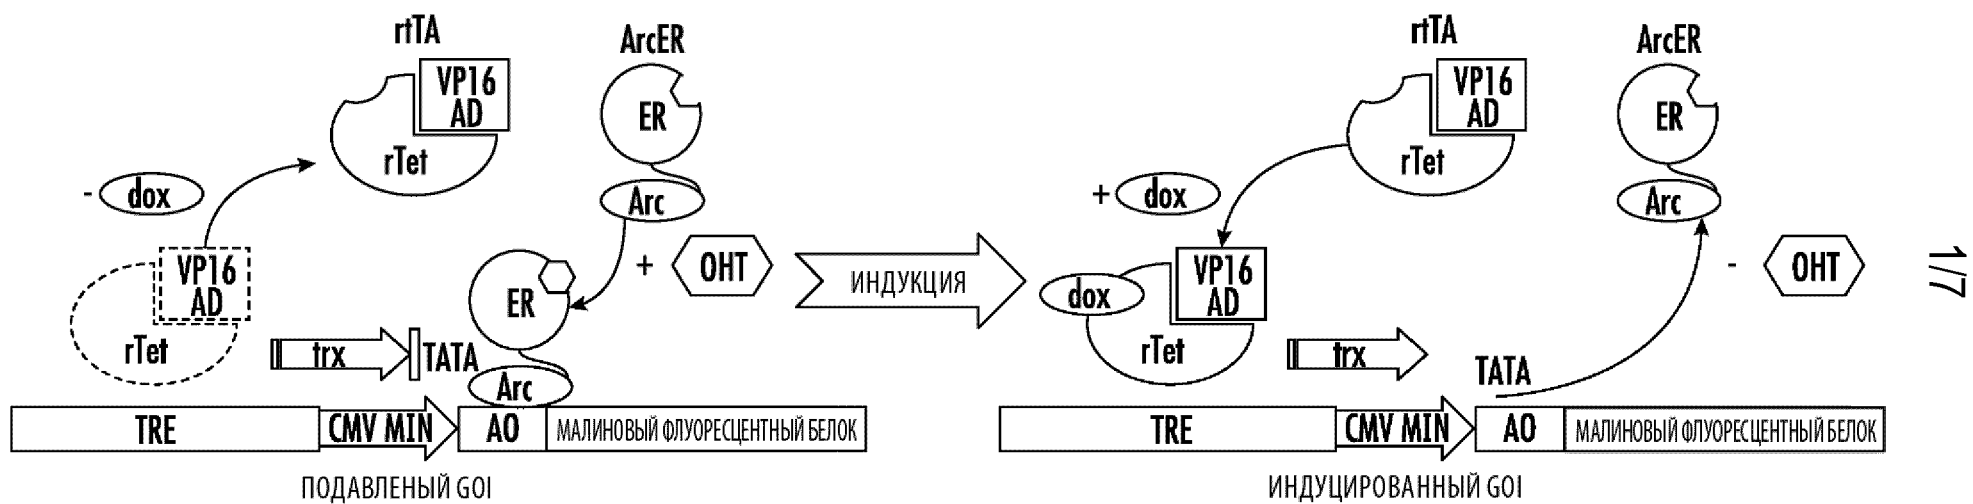 rtTA
VP16
AD
rTet
ArcER
ER
Arc
- dox
VP16
AD
rTet
trx
TATA
ER
Arc
+ OHT
TRE
CMV MIN
AO
МАЛИНОВЫЙ ФЛУОРЕСЦЕНТНЫЙ БЕЛОК
ПОДАВЛЕНЫЙ GOI
ИНДУКЦИЯ
rtTA
VP16
AD
rTet
ArcER
ER
Arc
+ dox
dox
VP16
AD
rTet
trx
TATA
- OHT
TRE
CMV MIN
AO
МАЛИНОВЫЙ ФЛУОРЕСЦЕНТНЫЙ БЕЛОК
ИНДУЦИРОВАННЫЙ GOI
1/7